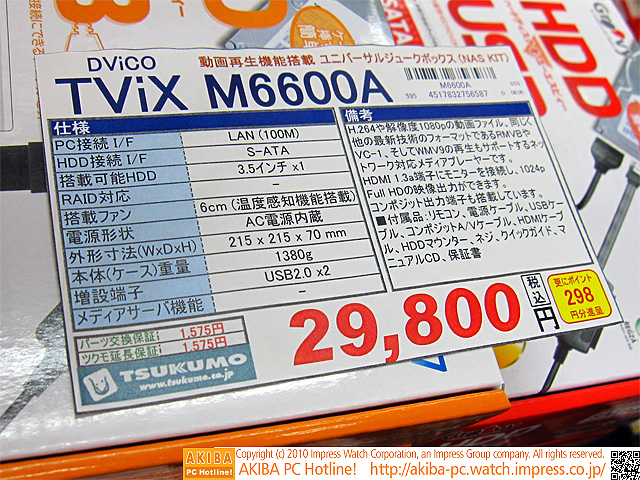 DViCO
動画再生機能搭載 ユニバーサルジュークボックス(NAS KIT)
TViX M6600A
M6600A
4517832756587
595
仕様
PC接続 I/F LAN (100M)
HDD接続 I/F S-ATA
搭載可能HDD 3.5インチ x1
RAID対応 –
搭載ファン 6cm (温度感知機能搭載)
電源形状 AC電源内蔵
外形寸法(WxDxH) 215 x 215 x 70 mm
本体(ケース)重量 1380g
増設端子 USB2.0 x2
メディアサーバ機能 –
備考
H.264や解像度1080pの動画ファイル、同じく
他の最新技術のフォーマットであるRMVBや
VC-1、そしてWMV9の再生もサポートするネッ
トワーク対応メディアプレーヤーです。
HDMI 1.3a端子にモニターを接続し、1024p
Full HDの映像出力ができます。
コンポジット出力端子も搭載しています。
■付属品:リモコン、電源ケーブル、USBケー
ブル、コンポジットA/Vケーブル、HDMIケーブ
ル、HDDマウンター、ネジ、クイックガイド、マ
ニュアルCD、保証書
パーツ交換保証i 1,575円
ツクモ延長保証i 1,575円
TSUKUMO
www.tsukumo.co.jp
29,800
税込
円
更にポイント
298
円分進呈
HDD
USB
SATA
に接続できる
簡単
AKIBA
PC Hotline!
Copyright (c) 2010 Impress Watch Corporation, an Impress Group company. All rights reserved.
AKIBA PC Hotline! http://akiba-pc.watch.impress.co.jp/